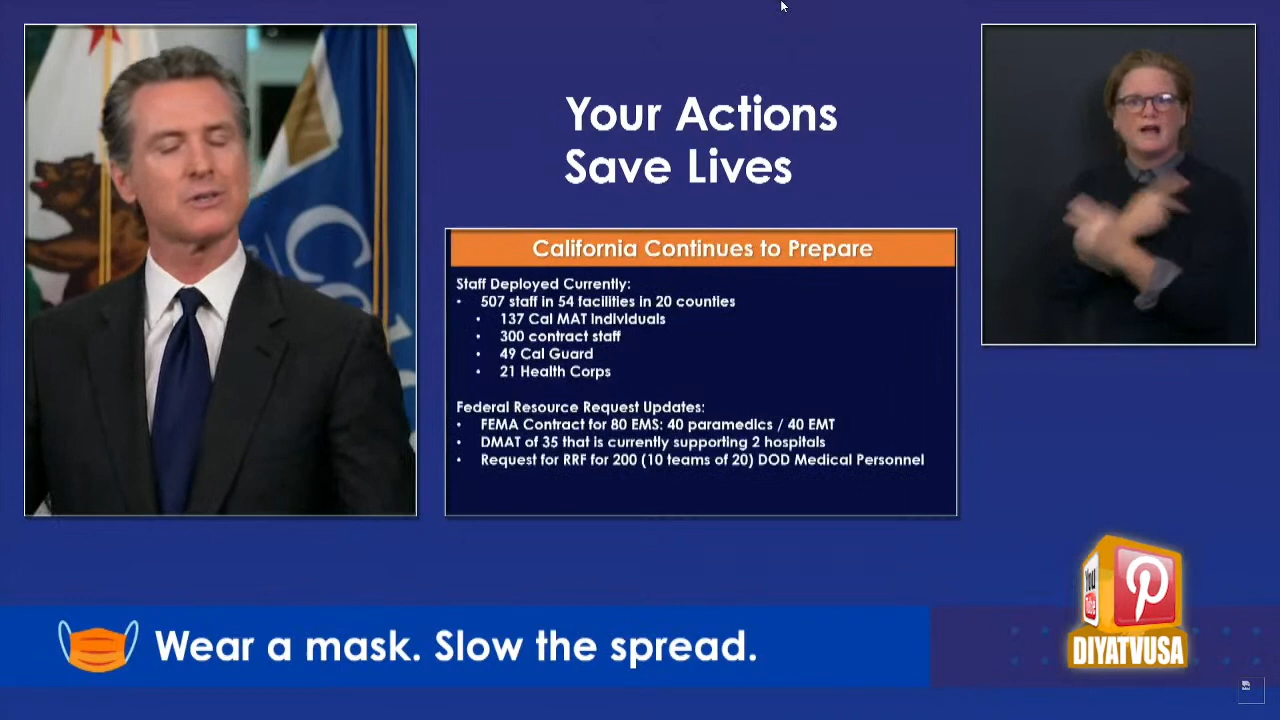 Your Actions
Save Lives
California Continues to Prepare
Staff Deployed Currently:
• 507 staff in 54 facilities in 20 counties
• 137 Cal MAT Individuals
• 300 contract staff
• 49 Cal Guard
• 21 Health Corps
Federal Resource Request Updates:
• FEMA Contract for 80 EMS: 40 paramedics / 40 EMT
• DMAT of 35 that is currently supporting 2 hospitals
• Request for RRF for 200 (10 teams of 20) DOD Medical Personnel
You
Tube
DIYATVUSA
Wear a mask. Slow the spread.